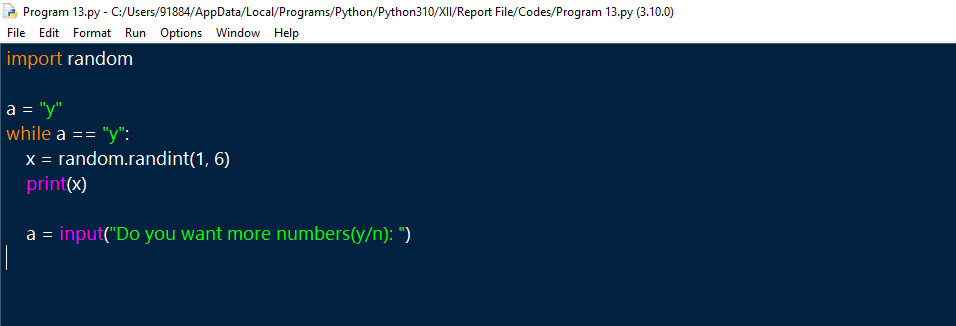 Program 13.py - C:/Users/91884/AppData/Local/Programs/Python/Python310/XII/Report File/Codes/Program 13.py (3.10.0)
File Edit Format Run Options Window Help
import random
a = "y"
while a == "y":
x = random.randint(1, 6)
print(x)
a = input("Do you want more numbers(y/n): ")